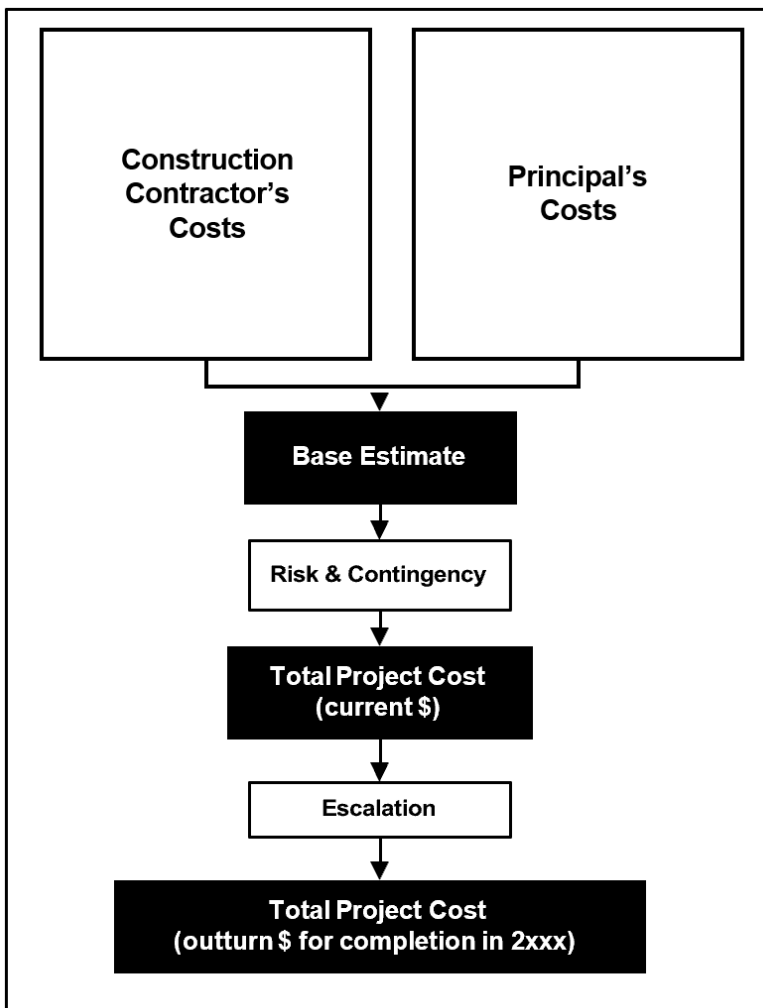 Construction
Contractor’s
Costs
Principal’s
Costs
Base Estimate
Risk & Contingency
Total Project Cost
(current $)
Escalation
Total Project Cost
(outturn $ for completion in 2xxx)